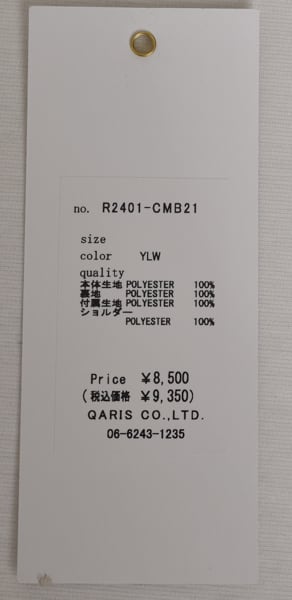 no. R2401-CMB21
size
color YLW
quality
本体生地 POLYESTER 100%
裏地 POLYESTER 100%
付属生地 POLYESTER 100%
ショルダー
POLYESTER 100%
Price ¥8,500
(税込価格 ¥9,350)
QARIS CO.,LTD.
06-6243-1235